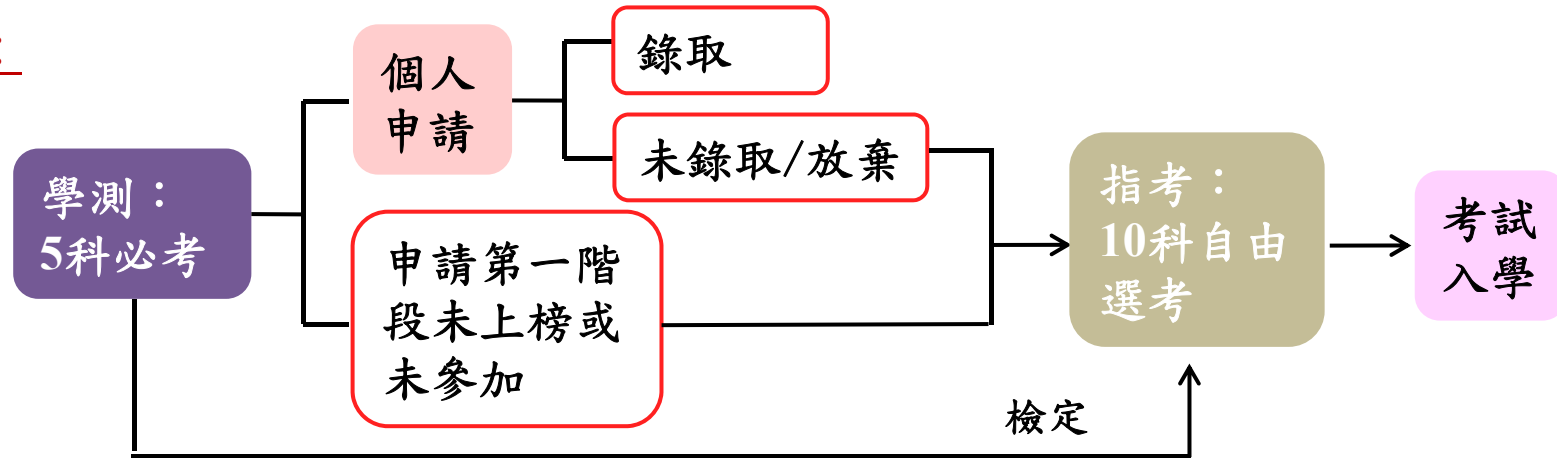 個人
申請
錄取
未錄取/放棄
學測：
5科必考
申請第一階
段未上榜或
未參加
指考：
10科自由
選考
考試
入學
檢定